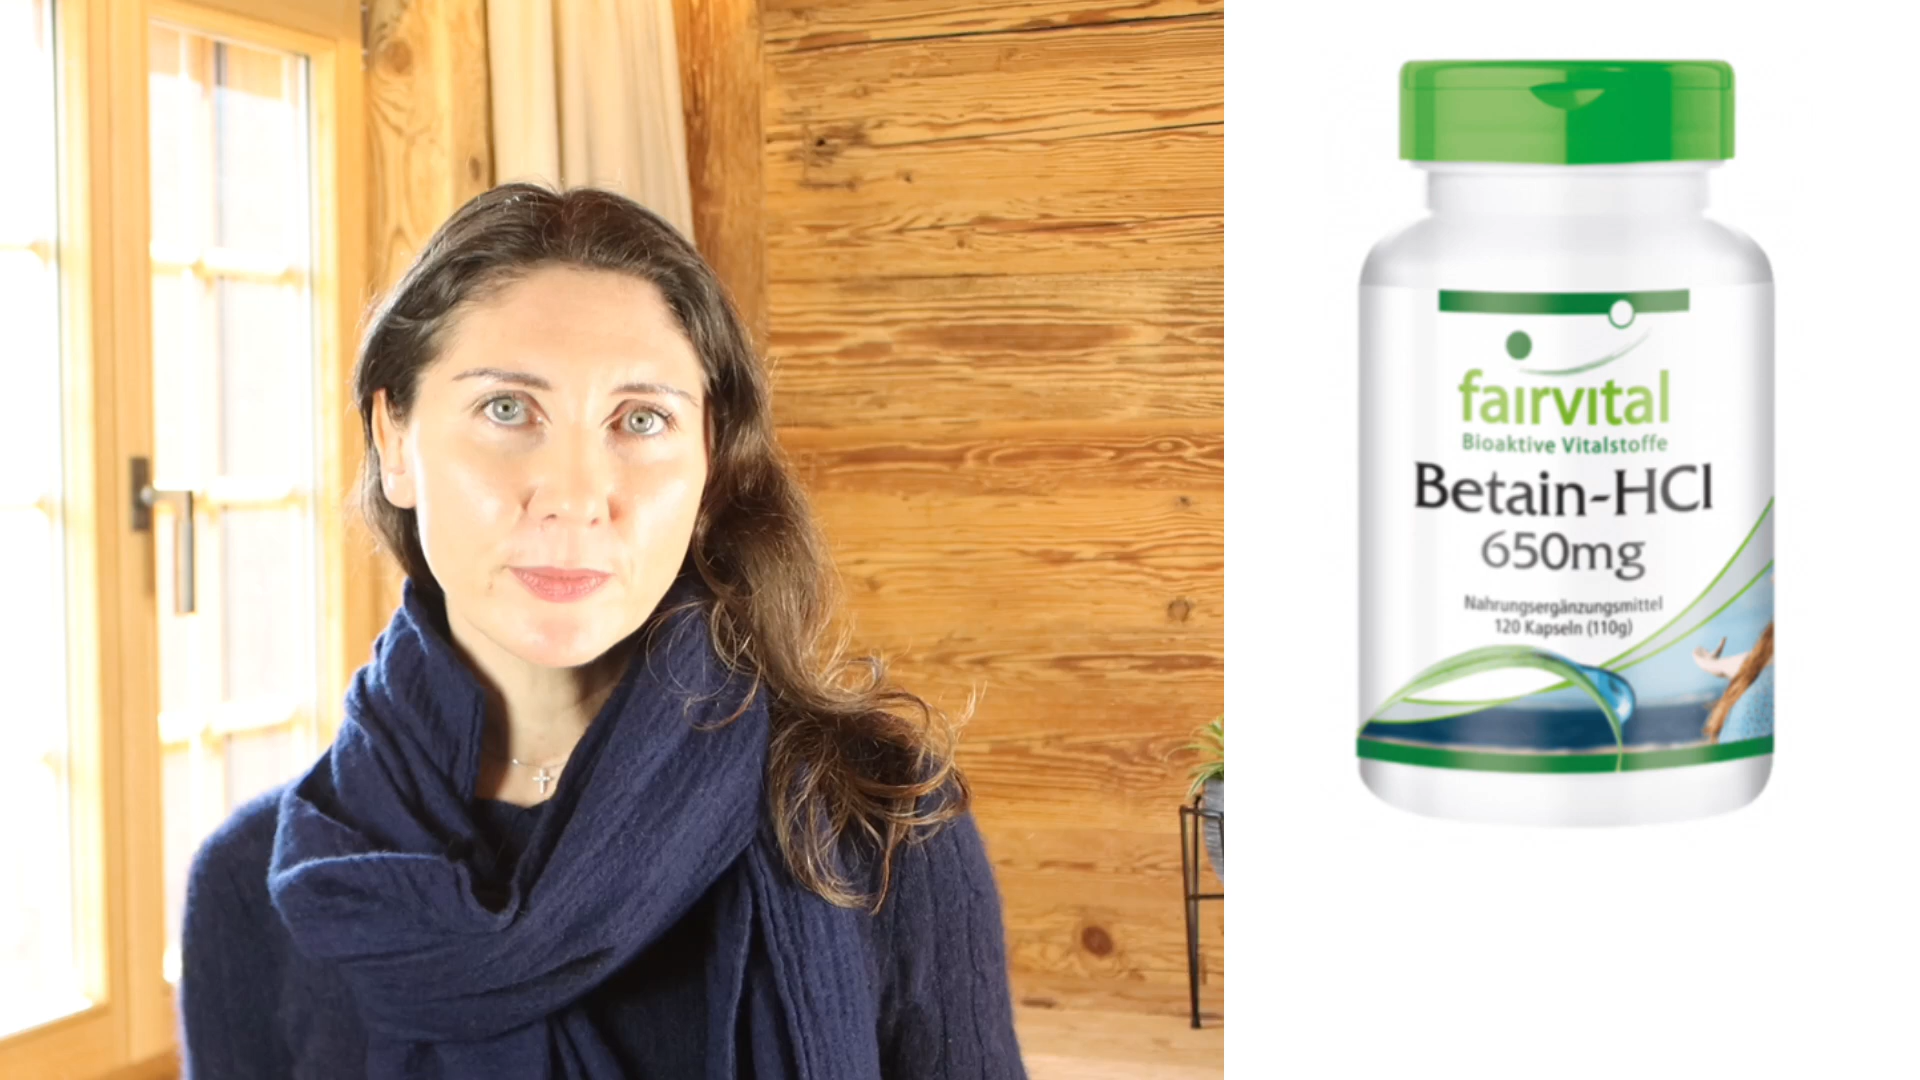 fairvital
Bioaktive Vitalstoffe
Betain-HCl
650mg
Nahrungsergänzungsmittel
120 Kapseln (110g)